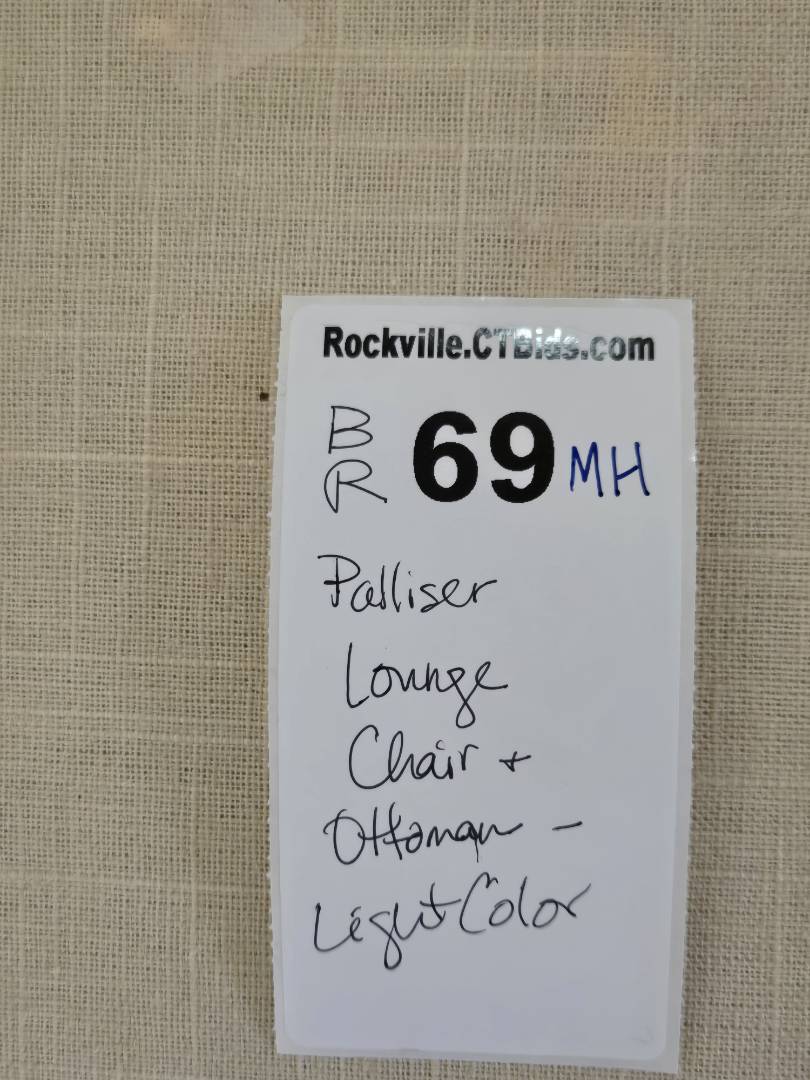 Rockville.CTBids.com
B
R 69 MH
Palliser
Lounge
Chair +
Ottoman -
Light Color